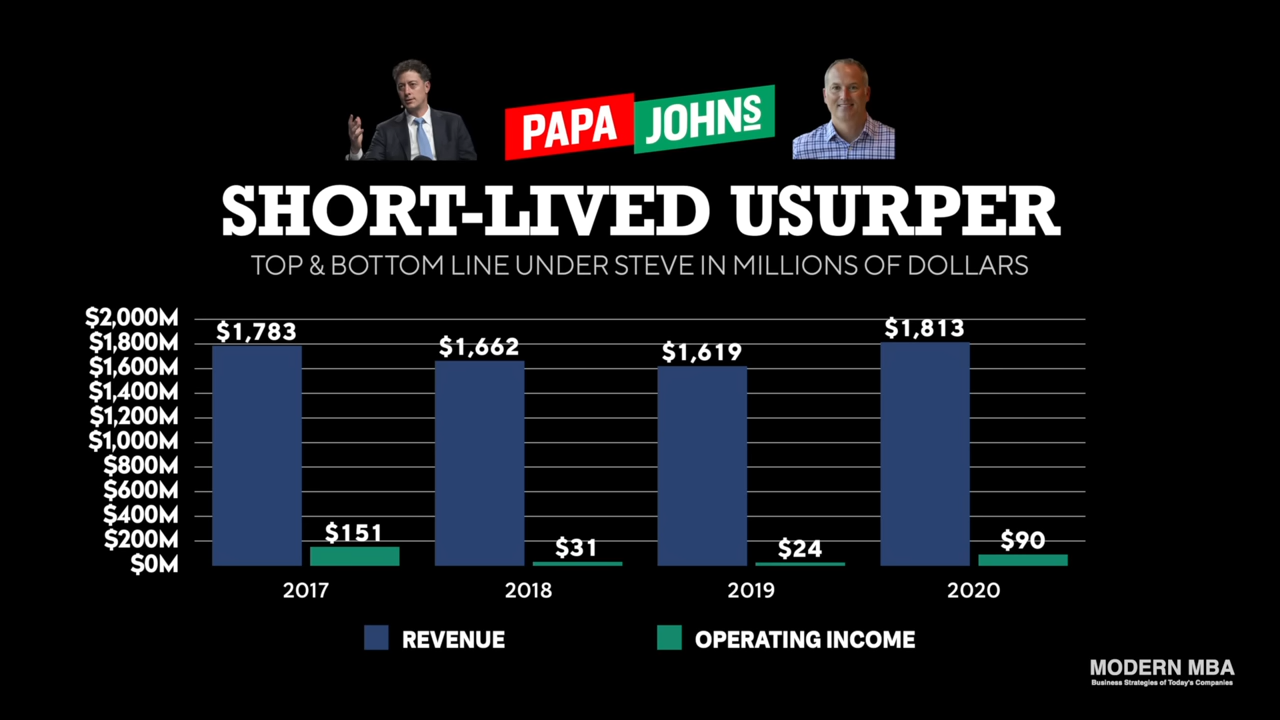 PAPA JOHNS
SHORT-LIVED USURPER
TOP & BOTTOM LINE UNDER STEVE IN MILLIONS OF DOLLARS
$2,000M
$1,800M
$1,600M
$1,400M
$1,200M
$1,000M
$800M
$600M
$400M
$200M
$0M
$1,783
$151
$1,662
$31
$1,619
$24
$1,813
$90
2017 2018 2019 2020
REVENUE OPERATING INCOME
MODERN MBA
Business Strategies of Today's Companies